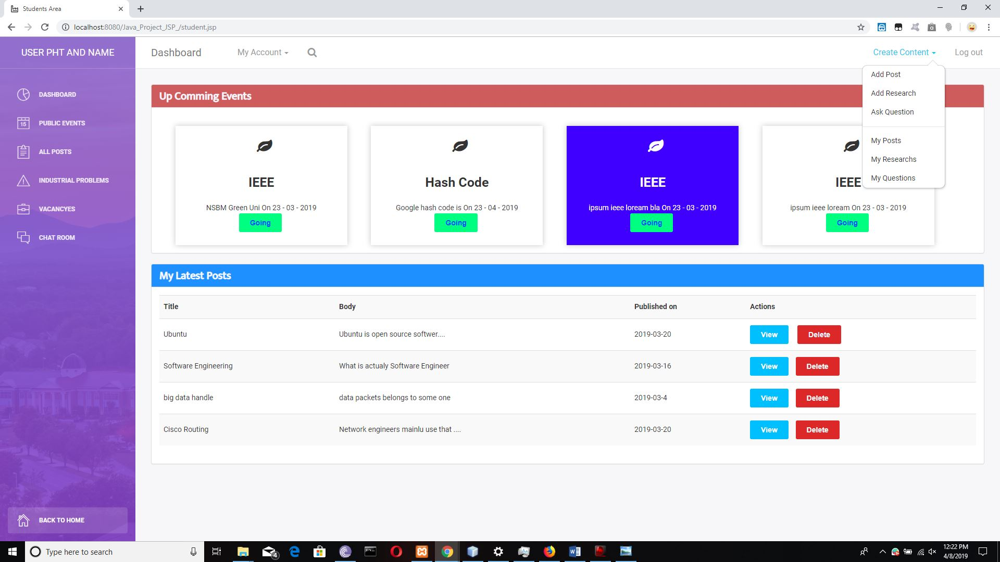 Students Area
localhost:8080/Java_Project_JSP_/student.jsp
USER PHT AND NAME
Dashboard
My Account
Create Content
Log out
Add Post
Add Research
Ask Question
My Posts
My Researchs
My Questions
DASHBOARD
15
PUBLIC EVENTS
ALL POSTS
INDUSTRIAL PROBLEMS
VACANCYES
CHAT ROOM
BACK TO HOME
Up Comming Events
IEEE
NSBM Green Uni On 23 - 03 - 2019
Going
Hash Code
Google hash code is On 23 - 04 - 2019
Going
IEEE
ipsum ieee loream bla On 23 - 03 - 2019
Going
IEEE
ipsum ieee loream On 23 - 03 - 2019
Going
My Latest Posts
Title Body Published on Actions
Ubuntu Ubuntu is open source softwer.... 2019-03-20 View Delete
Software Engineering What is actualy Software Engineer 2019-03-16 View Delete
big data handle data packets belongs to some one 2019-03-4 View Delete
Cisco Routing Network engineers mainlu use that .... 2019-03-20 View Delete
Type here to search
4
12:22 PM
4/8/2019